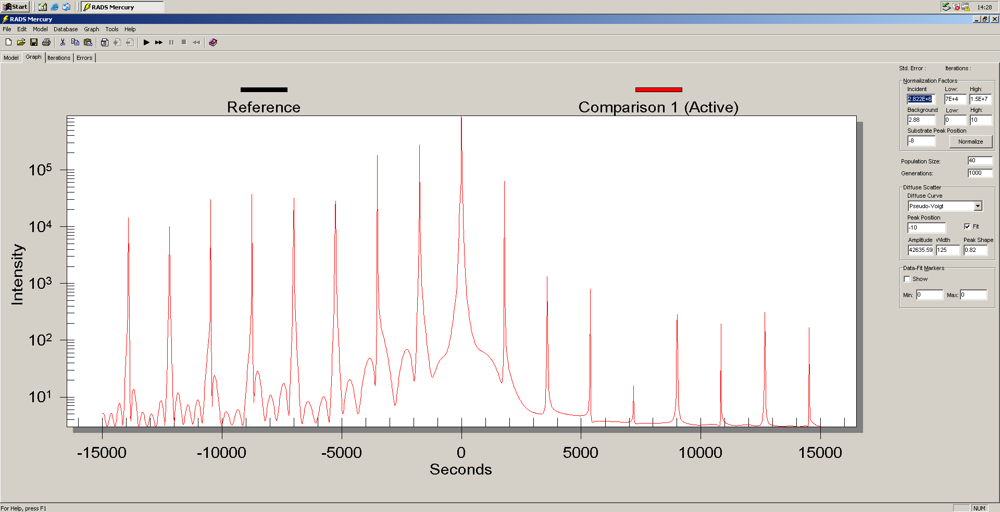 Start
RADS Mercury
14:28
RADS Mercury
File Edit Model Database Graph Tools Help
Model Graph Iterations Errors
Std. Error : Iterations :
Normalization Factors
Incident Low: High:
2.822E+6 7E+4 1.5E+7
Background Low: High:
2.88 0 10
Substrate Peak Position
-8 Normalize
Population Size: 40
Generations: 1000
Diffuse Scatter
Diffuse Curve
Pseudo-Voigt
Peak Position
-10 Fit
Amplitude Width Peak Shape
42635.59 125 0.82
Data-Fit Markers
Show
Min: 0 Max: 0
Reference Comparison 1 (Active)
10^5
10^4
10^3
10^2
10^1
Intensity
-15000 -10000 -5000 0 5000 10000 15000
Seconds
For Help, press F1 NUM